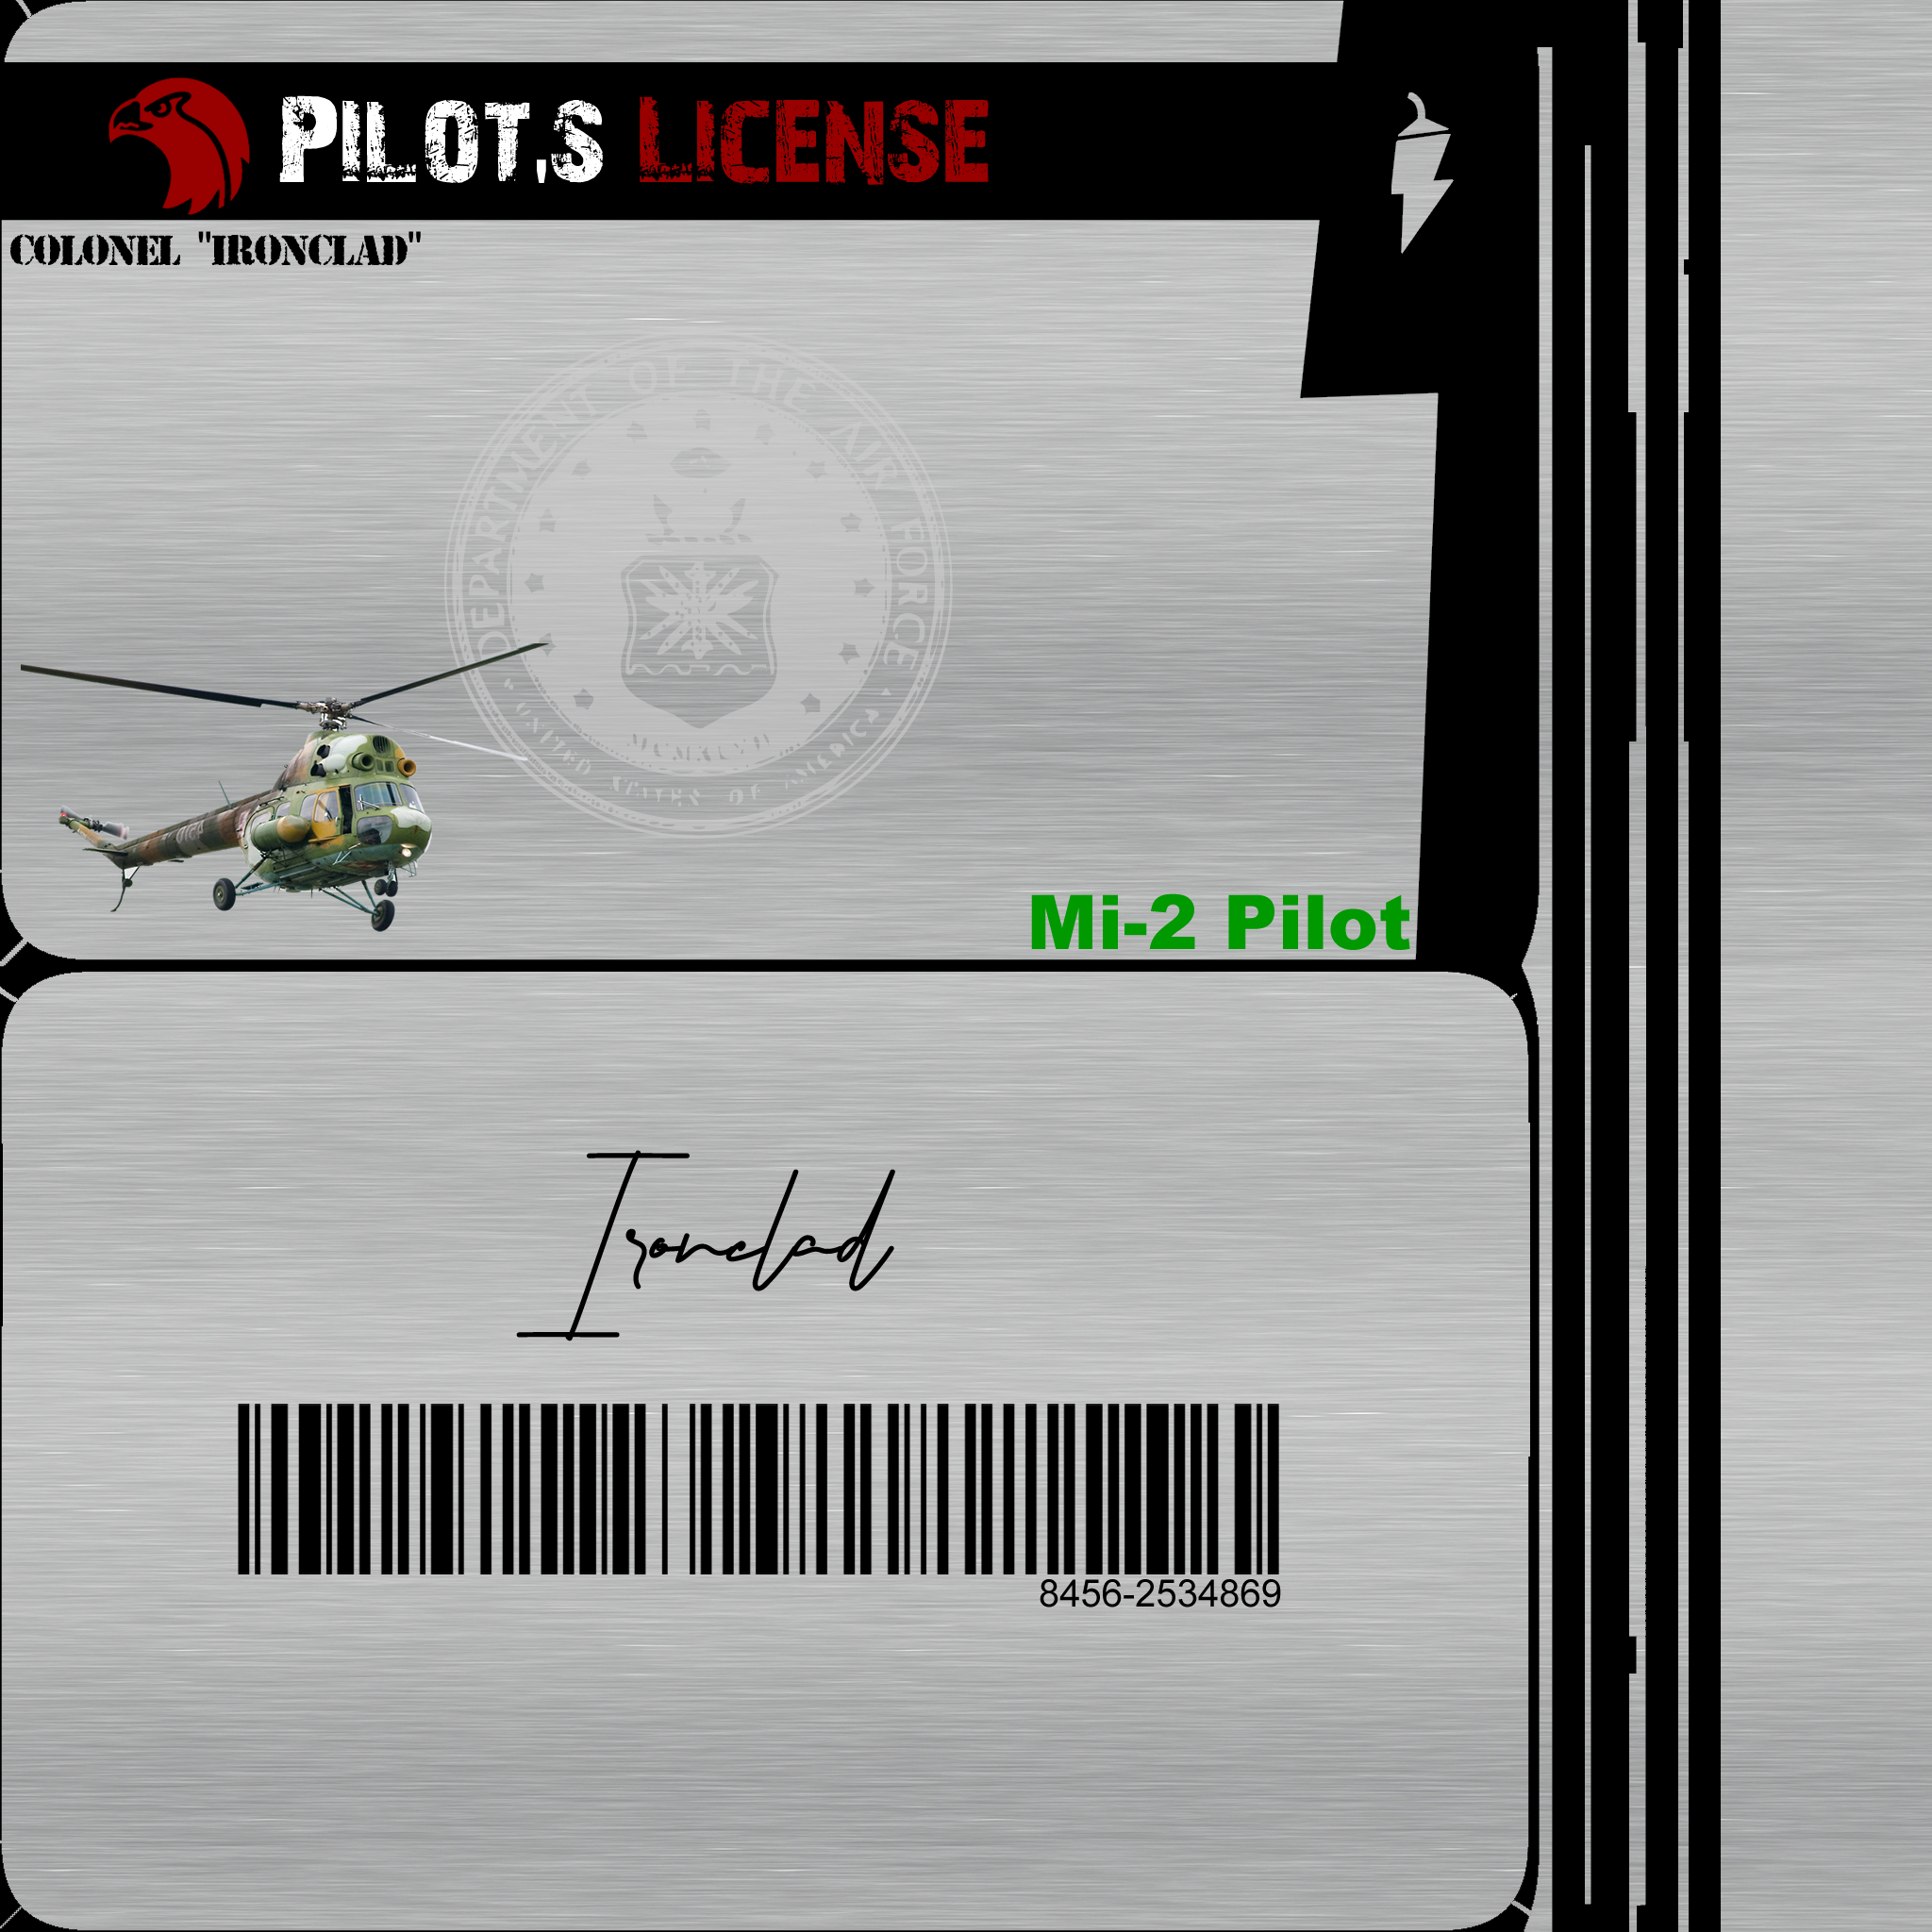 PILOT,S LICENSE
COLONEL "IRONCLAD"
DEPARTMENT OF THE AIR FORCE
UNITED STATES OF AMERICA
Mi-2 Pilot
Ironclad
8456-2534869